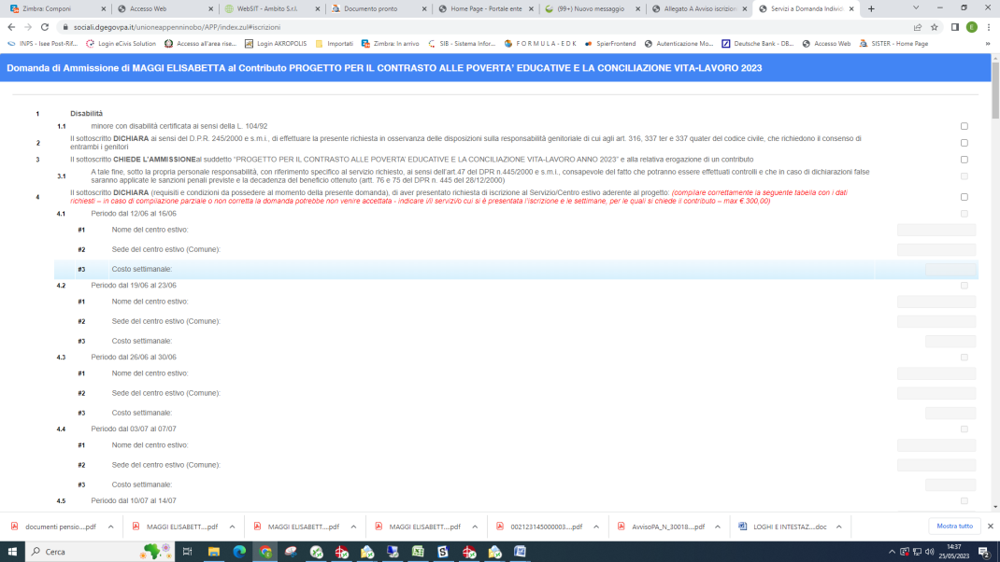 Zimbra: Componi
Accesso Web
WebSIT - Ambito S.r.l.
Documento pronto
Home Page - Portale ente
(99+) Nuovo messaggio
Allegato A Avviso iscrizion
Servizi a Domanda Individ
sociali.dgegovpa.it/unioneappenninobo/APP/index.zul#iscrizioni
E
INPS - Isee Post-Rif...
Login eCivis Solution
Accesso all'area rise...
Login AKROPOLIS
Importati
Zimbra: In arrivo
SIB - Sistema Infor...
F O R M U L A - E D K
SpierFrontend
Autenticazione Mo...
Deutsche Bank - DB...
Accesso Web
SISTER - Home Page
»
Domanda di Ammissione di MAGGI ELISABETTA al Contributo PROGETTO PER IL CONTRASTO ALLE POVERTA' EDUCATIVE E LA CONCILIAZIONE VITA-LAVORO 2023
1 Disabilità
1.1 minore con disabilità certificata ai sensi della L. 104/92
2 Il sottoscritto DICHIARA ai sensi del D.P.R. 245/2000 e s.m.i., di effettuare la presente richiesta in osservanza delle disposizioni sulla responsabilità genitoriale di cui agli art. 316, 337 ter e 337 quater del codice civile, che richiedono il consenso di
entrambi i genitori
3 Il sottoscritto CHIEDE L'AMMISSIONEal suddetto "PROGETTO PER IL CONTRASTO ALLE POVERTA' EDUCATIVE E LA CONCILIAZIONE VITA-LAVORO ANNO 2023" e alla relativa erogazione di un contributo
3.1 A tale fine, sotto la propria personale responsabilità, con riferimento specifico al servizio richiesto, ai sensi dell'art.47 del DPR n.445/2000 e s.m.i., consapevole del fatto che potranno essere effettuati controlli e che in caso di dichiarazioni false
saranno applicate le sanzioni penali previste e la decadenza del beneficio ottenuto (artt. 76 e 75 del DPR n. 445 del 28/12/2000)
4 Il sottoscritto DICHIARA (requisiti e condizioni da possedere al momento della presente domanda), di aver presentato richiesta di iscrizione al Servizio/Centro estivo aderente al progetto: (compilare correttamente la seguente tabella con i dati
richiesti – in caso di compilazione parziale o non corretta la domanda potrebbe non venire accettata - indicare i/il servizi/o cui si è presentata l'iscrizione e le settimane, per le quali si chiede il contributo – max €.300,00)
4.1 Periodo dal 12/06 al 16/06
#1 Nome del centro estivo:
#2 Sede del centro estivo (Comune):
#3 Costo settimanale:
4.2 Periodo dal 19/06 al 23/06
#1 Nome del centro estivo:
#2 Sede del centro estivo (Comune):
#3 Costo settimanale:
4.3 Periodo dal 26/06 al 30/06
#1 Nome del centro estivo:
#2 Sede del centro estivo (Comune):
#3 Costo settimanale:
4.4 Periodo dal 03/07 al 07/07
#1 Nome del centro estivo:
#2 Sede del centro estivo (Comune):
#3 Costo settimanale:
4.5 Periodo dal 10/07 al 14/07
documenti pensio....pdf
MAGGI ELISABETT....pdf
MAGGI ELISABETT....pdf
MAGGI ELISABETT....pdf
002123145000003....pdf
AvvisoPA_N_30018....pdf
LOGHI E INTESTAZ....doc
Mostra tutto
Cerca
14:37
25/05/2023